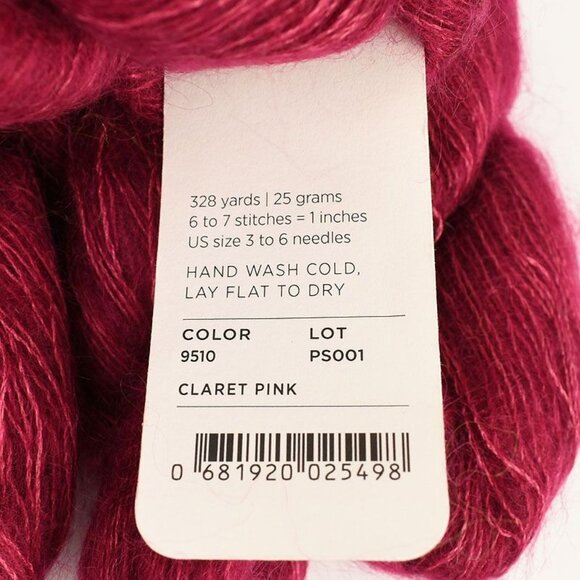 328 yards | 25 grams
6 to 7 stitches = 1 inches
US size 3 to 6 needles
HAND WASH COLD,
LAY FLAT TO DRY
COLOR LOT
9510 PS001
CLARET PINK
0 681920 025498